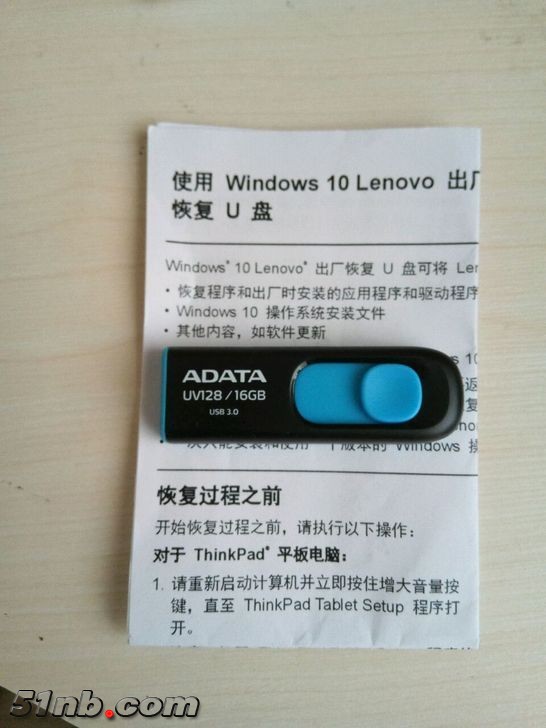 使用 Windows 10 Lenovo 出厂
恢复 U 盘
Windows® 10 Lenovo® 出厂恢复 U 盘可将
• 恢复程序和出厂时安装的应用程序和驱动程序
• Windows 10 操作系统安装文件
• 其他内容，如软件更新
10
ADATA
UV128 / 16GB
USB 3.0
版本的 Windows
恢复过程之前
开始恢复过程之前，请执行以下操作：
对于 ThinkPad® 平板电脑：
1. 请重新启动计算机并立即按住增大音量按
键，直至 ThinkPad Tablet Setup 程序打
开。
51nb.com